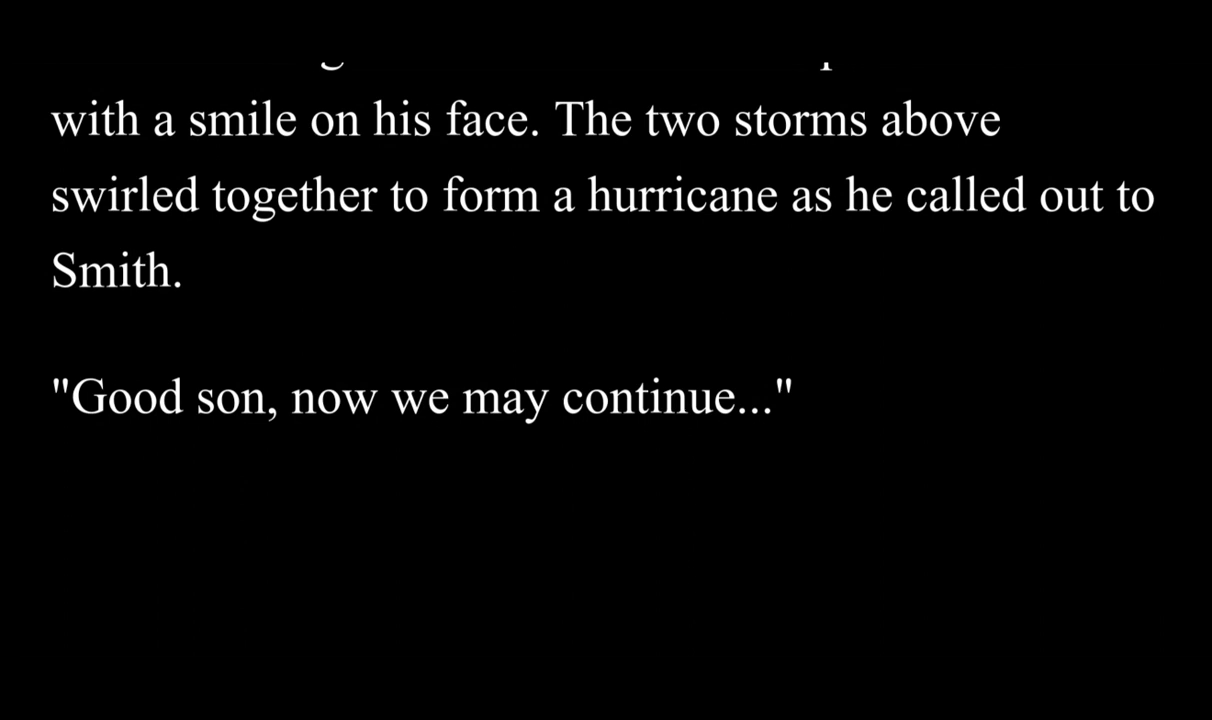 with a smile on his face. The two storms above
swirled together to form a hurricane as he called out to
Smith.
"Good son, now we may continue..."